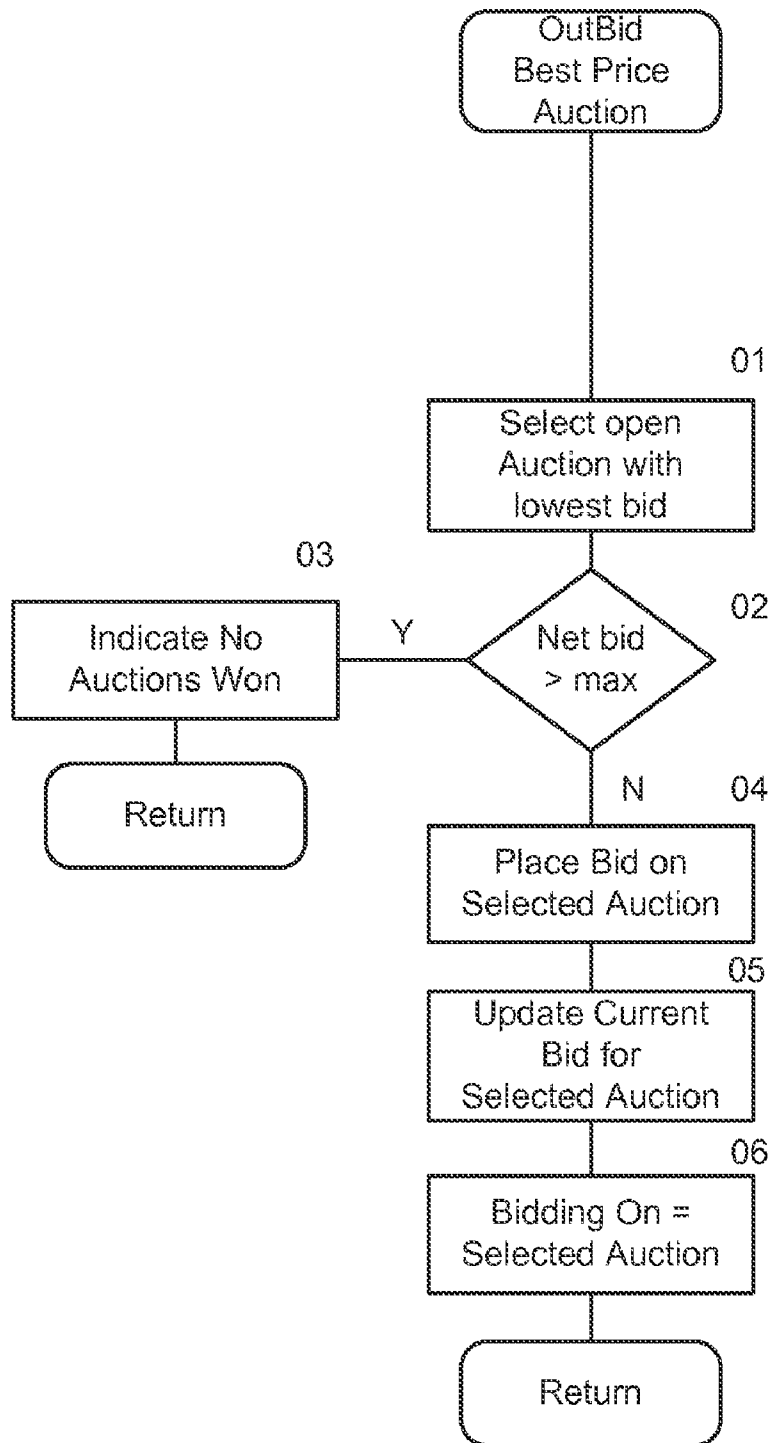 OutBid
Best Price
Auction
01
Select open
Auction with
lowest bid
03
02
Indicate No
Auctions Won
Y
Net bid
> max
Return
N
04
Place Bid on
Selected Auction
05
Update Current
Bid for
Selected Auction
06
Bidding On =
Selected Auction
Return